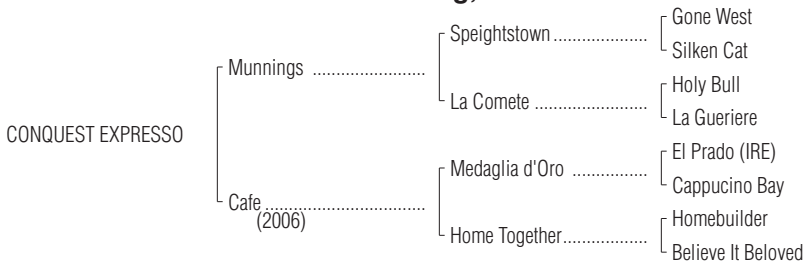 Gone West
Speightstown
Silken Cat
Munnings
Holy Bull
La Comete
La Gueriere
CONQUEST EXPRESSO
El Prado (IRE)
Medaglia d'Oro
Cappucino Bay
Cafe
(2006)
Homebuilder
Home Together
Believe It Beloved